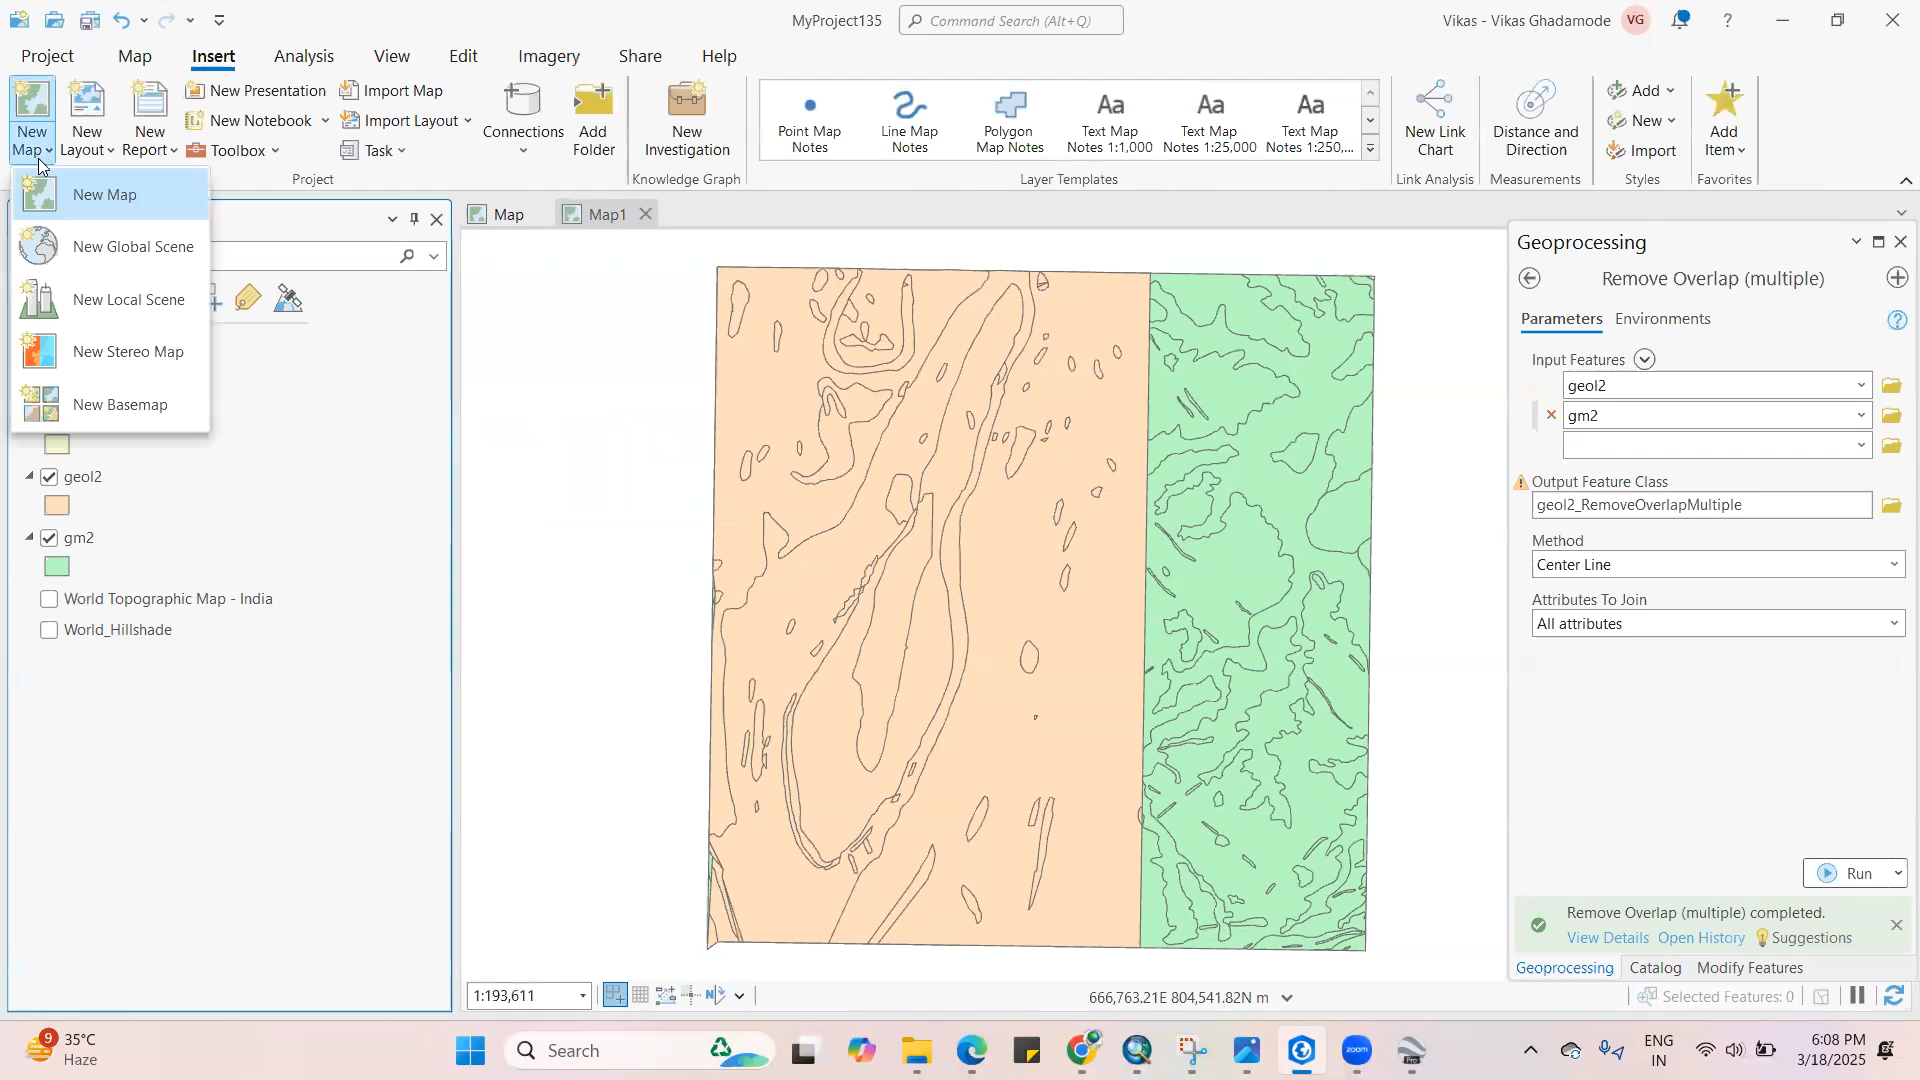 MyProject135
Command Search (Alt+Q)
Vikas - Vikas Ghadamode
VG
?
Project
Map
Insert
Analysis
View
Edit
Imagery
Share
Help
New Map
New Layout
New Report
New Presentation
New Notebook
Toolbox
Import Map
Import Layout
Task
Connections
Add Folder
New Investigation
Point Map Notes
Line Map Notes
Polygon Map Notes
Aa
Text Map Notes 1:1,000
Aa
Text Map Notes 1:25,000
Aa
Text Map Notes 1:250,...
New Link Chart
Distance and Direction
Add
New
Import
Add Item
Project
Knowledge Graph
Layer Templates
Link Analysis
Measurements
Styles
Favorites
New Map
New Global Scene
New Local Scene
New Stereo Map
New Basemap
geol2
gm2
World Topographic Map - India
World_Hillshade
Map
Map1
Geoprocessing
Remove Overlap (multiple)
Parameters
Environments
?
Input Features
geol2
gm2
Output Feature Class
geol2_RemoveOverlapMultiple
Method
Center Line
Attributes To Join
All attributes
Run
Remove Overlap (multiple) completed.
View Details
Open History
Suggestions
Geoprocessing
Catalog
Modify Features
1:193,611
666,763.21E 804,541.82N m
Selected Features: 0
9
35°C
Haze
Search
zoom
Pro
ENG
IN
6:08 PM
3/18/2025